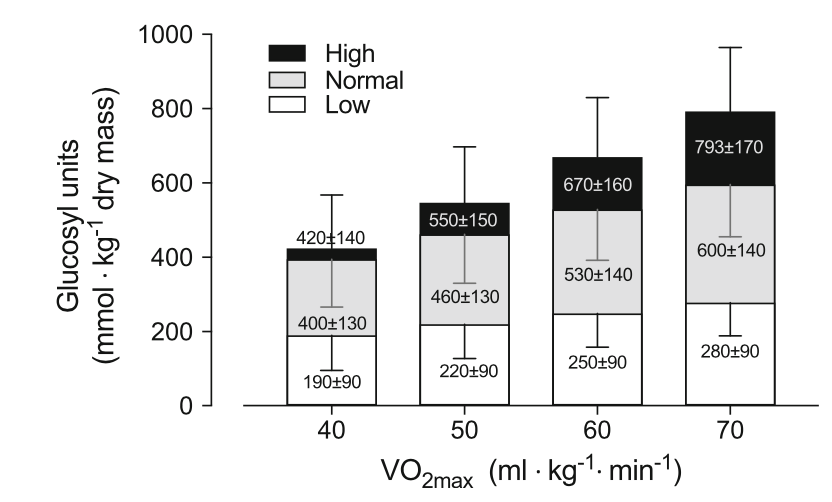 1000
800
600
400
200
0
Glucosyl units
(mmol · kg⁻¹ dry mass)
High
Normal
Low
420±140
400±130
190±90
550±150
460±130
220±90
670±160
530±140
250±90
793±170
600±140
280±90
40 50 60 70
VO₂max (ml · kg⁻¹· min⁻¹)